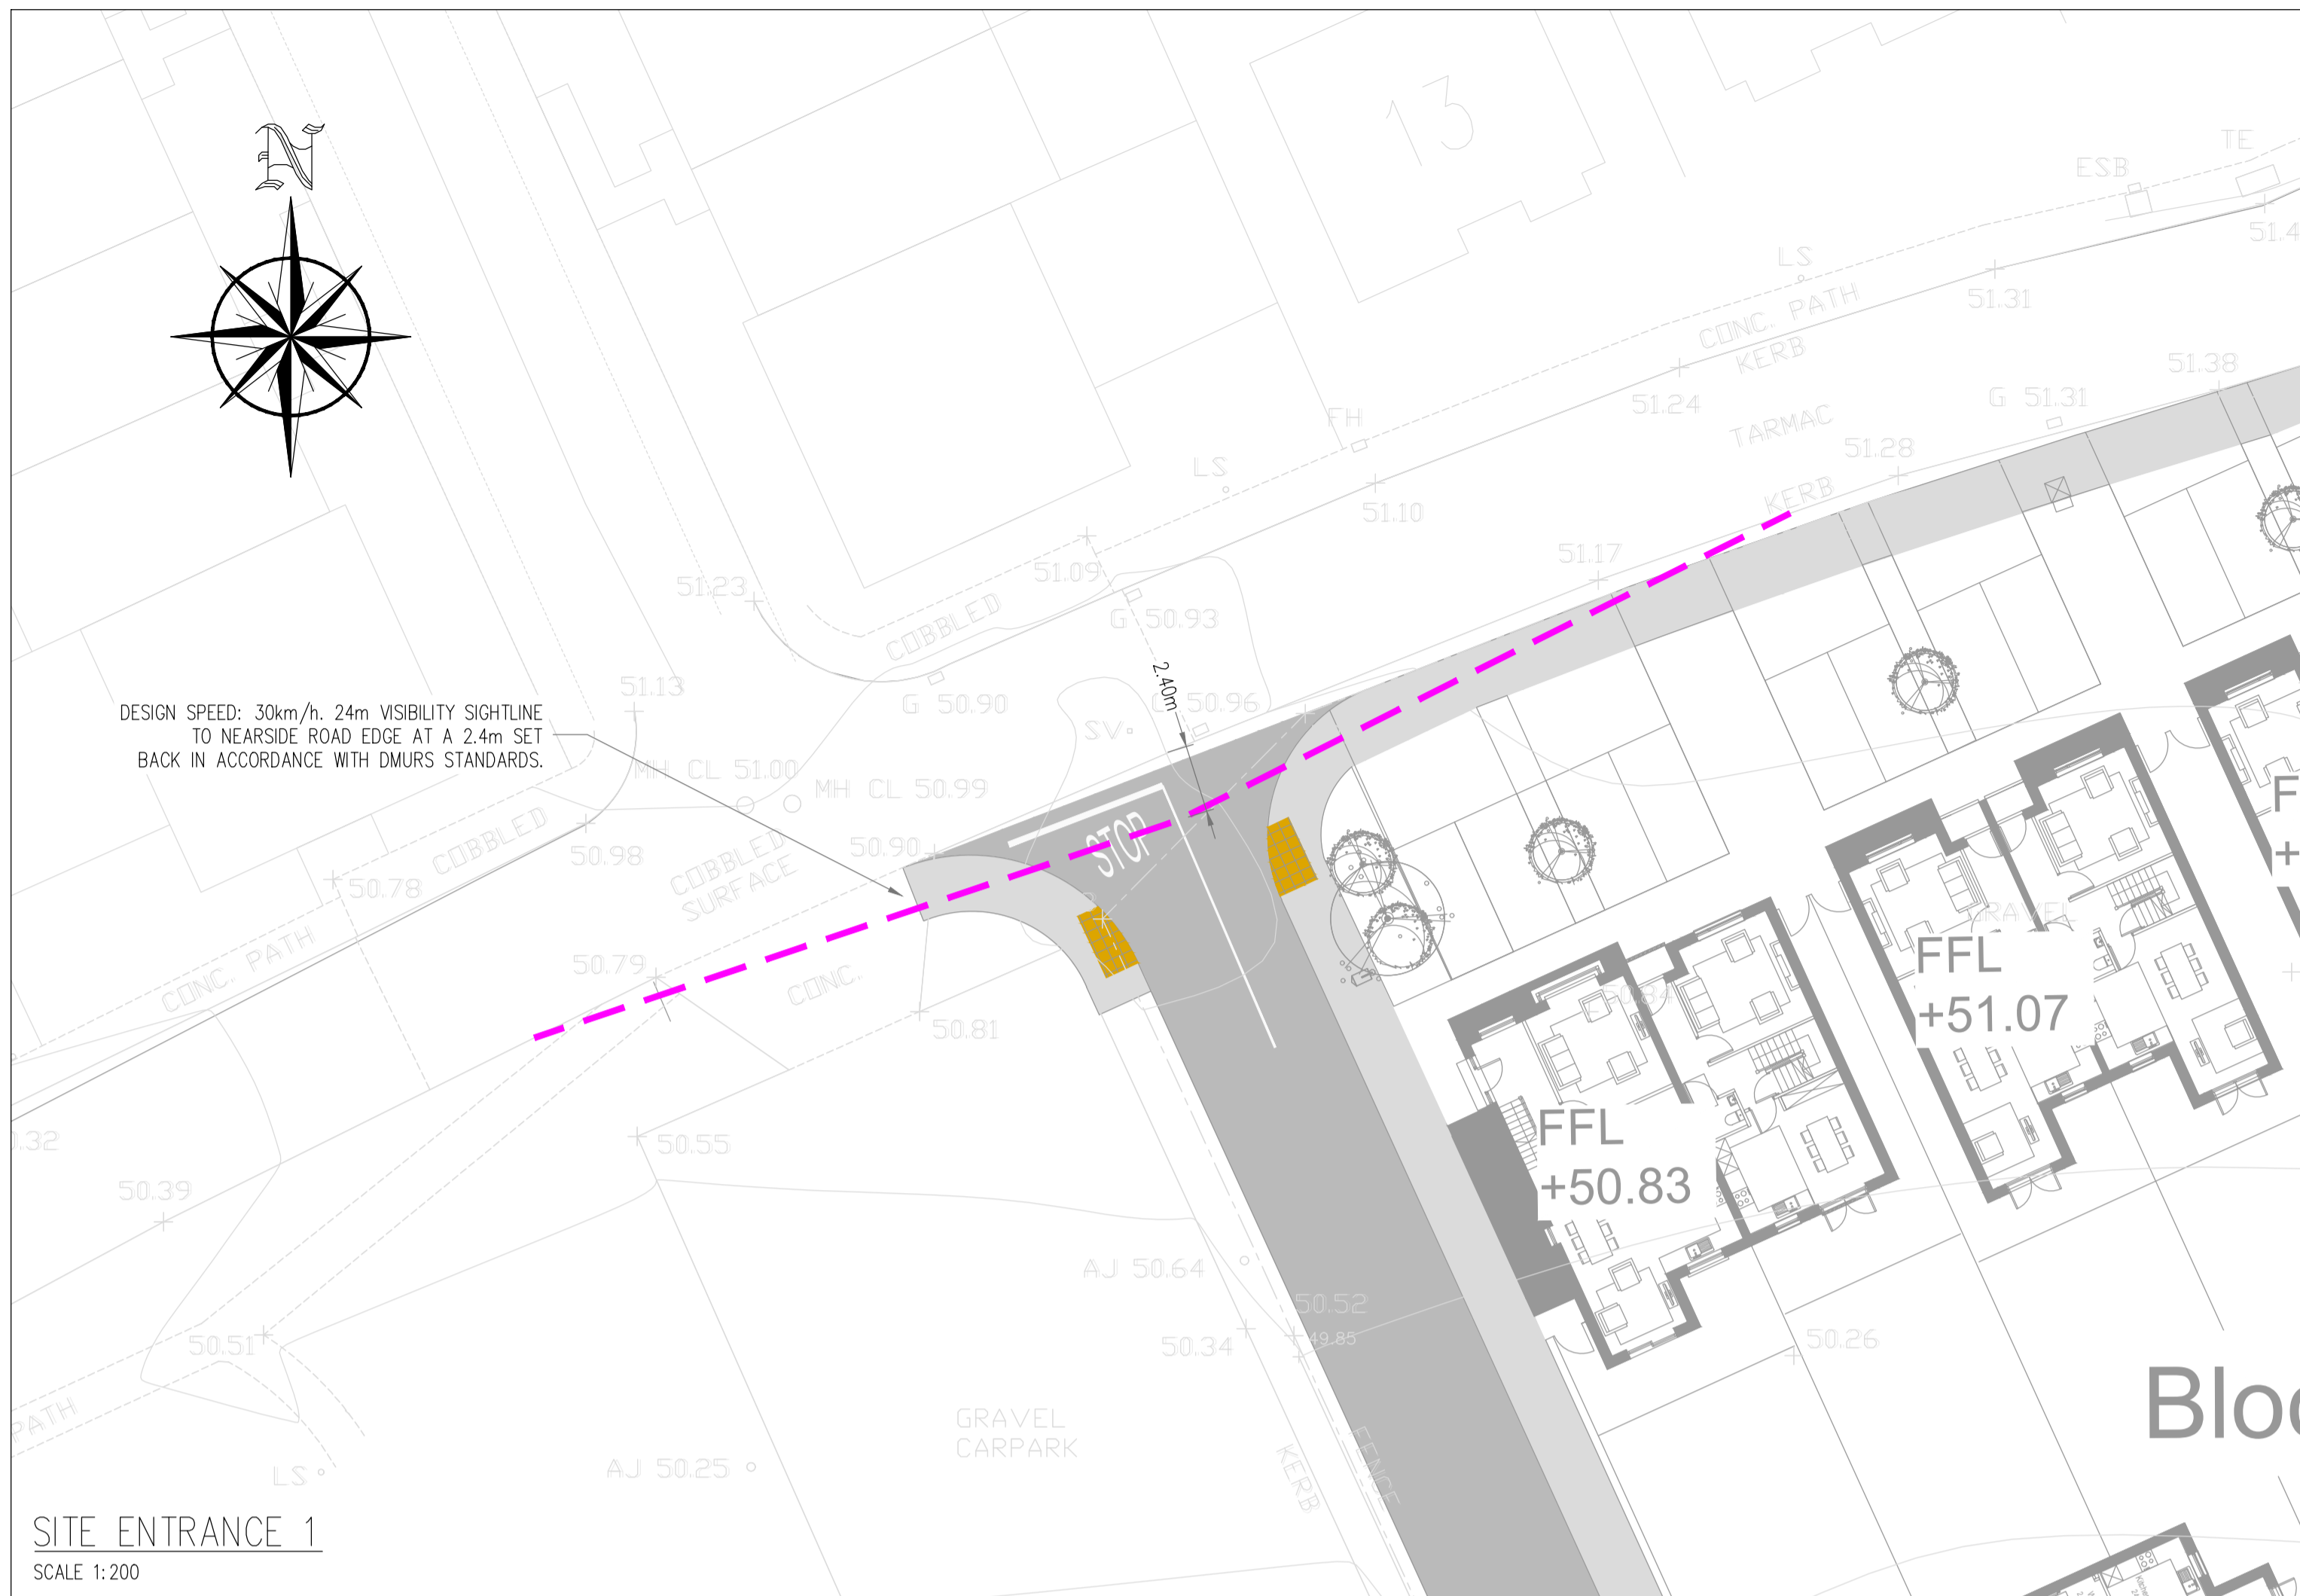 N
13
TE
ESB
51.4
LS
CONC. PATH
KERB
51.31
51.38
G 51.31
51.24
TARMAC
FH
51.28
LS
KERB
51.10
51.17
51.09
51.23
COBBLED
G 50.93
2.40m
51.13
G 50.90
50.96
SV
DESIGN SPEED: 30km/h. 24m VISIBILITY SIGHTLINE
TO NEARSIDE ROAD EDGE AT A 2.4m SET
BACK IN ACCORDANCE WITH DMURS STANDARDS.
MH CL 51.00
MH CL 50.99
STOP
50.90
COBBLED
50.98
COBBLED
SURFACE
50.78
GRAVEL
FFL
+51.07
F
+
CONC. PATH
50.79
CONC.
50.81
50.84
FFL
+50.83
0.32
50.55
50.39
AJ 50.64
50.52
49.85
50.34
50.26
50.51
PATH
GRAVEL
CARPARK
KERB
FENCE
Bloc
LS
AJ 50.25
SITE ENTRANCE 1
SCALE 1:200